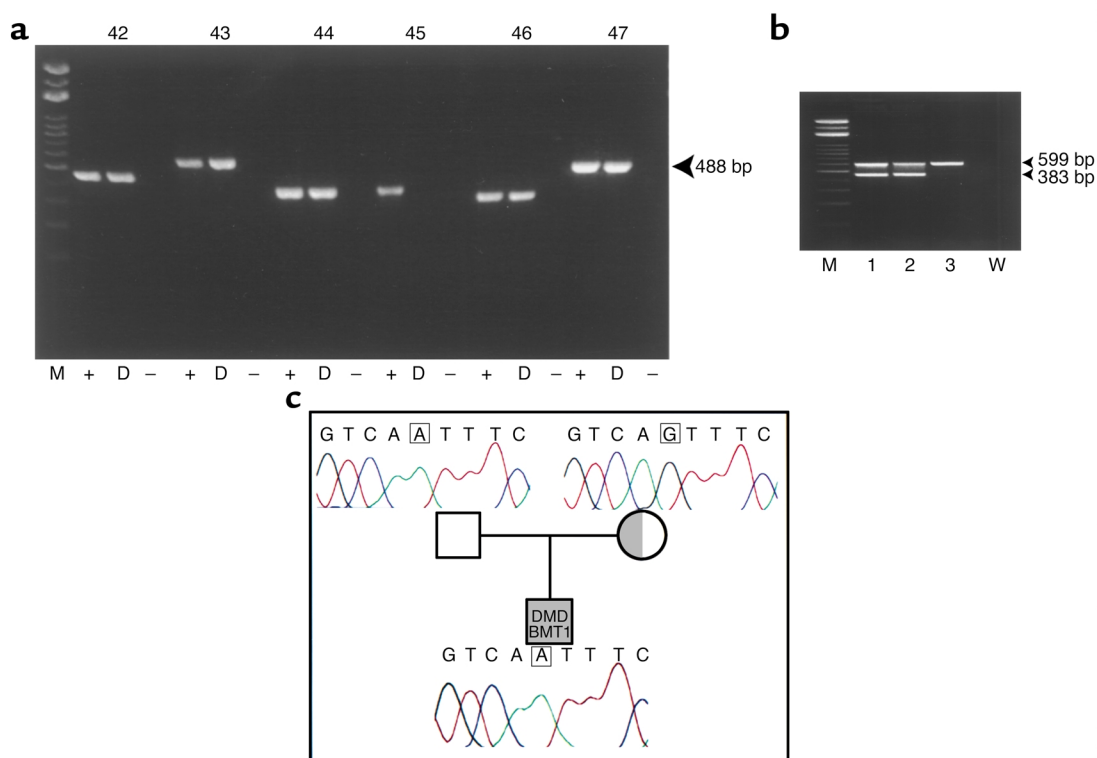 a
42 43 44 45 46 47
488 bp
M + D – + D – + D – + D – + D – + D –
b
599 bp
383 bp
M 1 2 3 W
c
G T C A A T T T C
G T C A G T T T C
DMD
BMT1
G T C A A T T T C